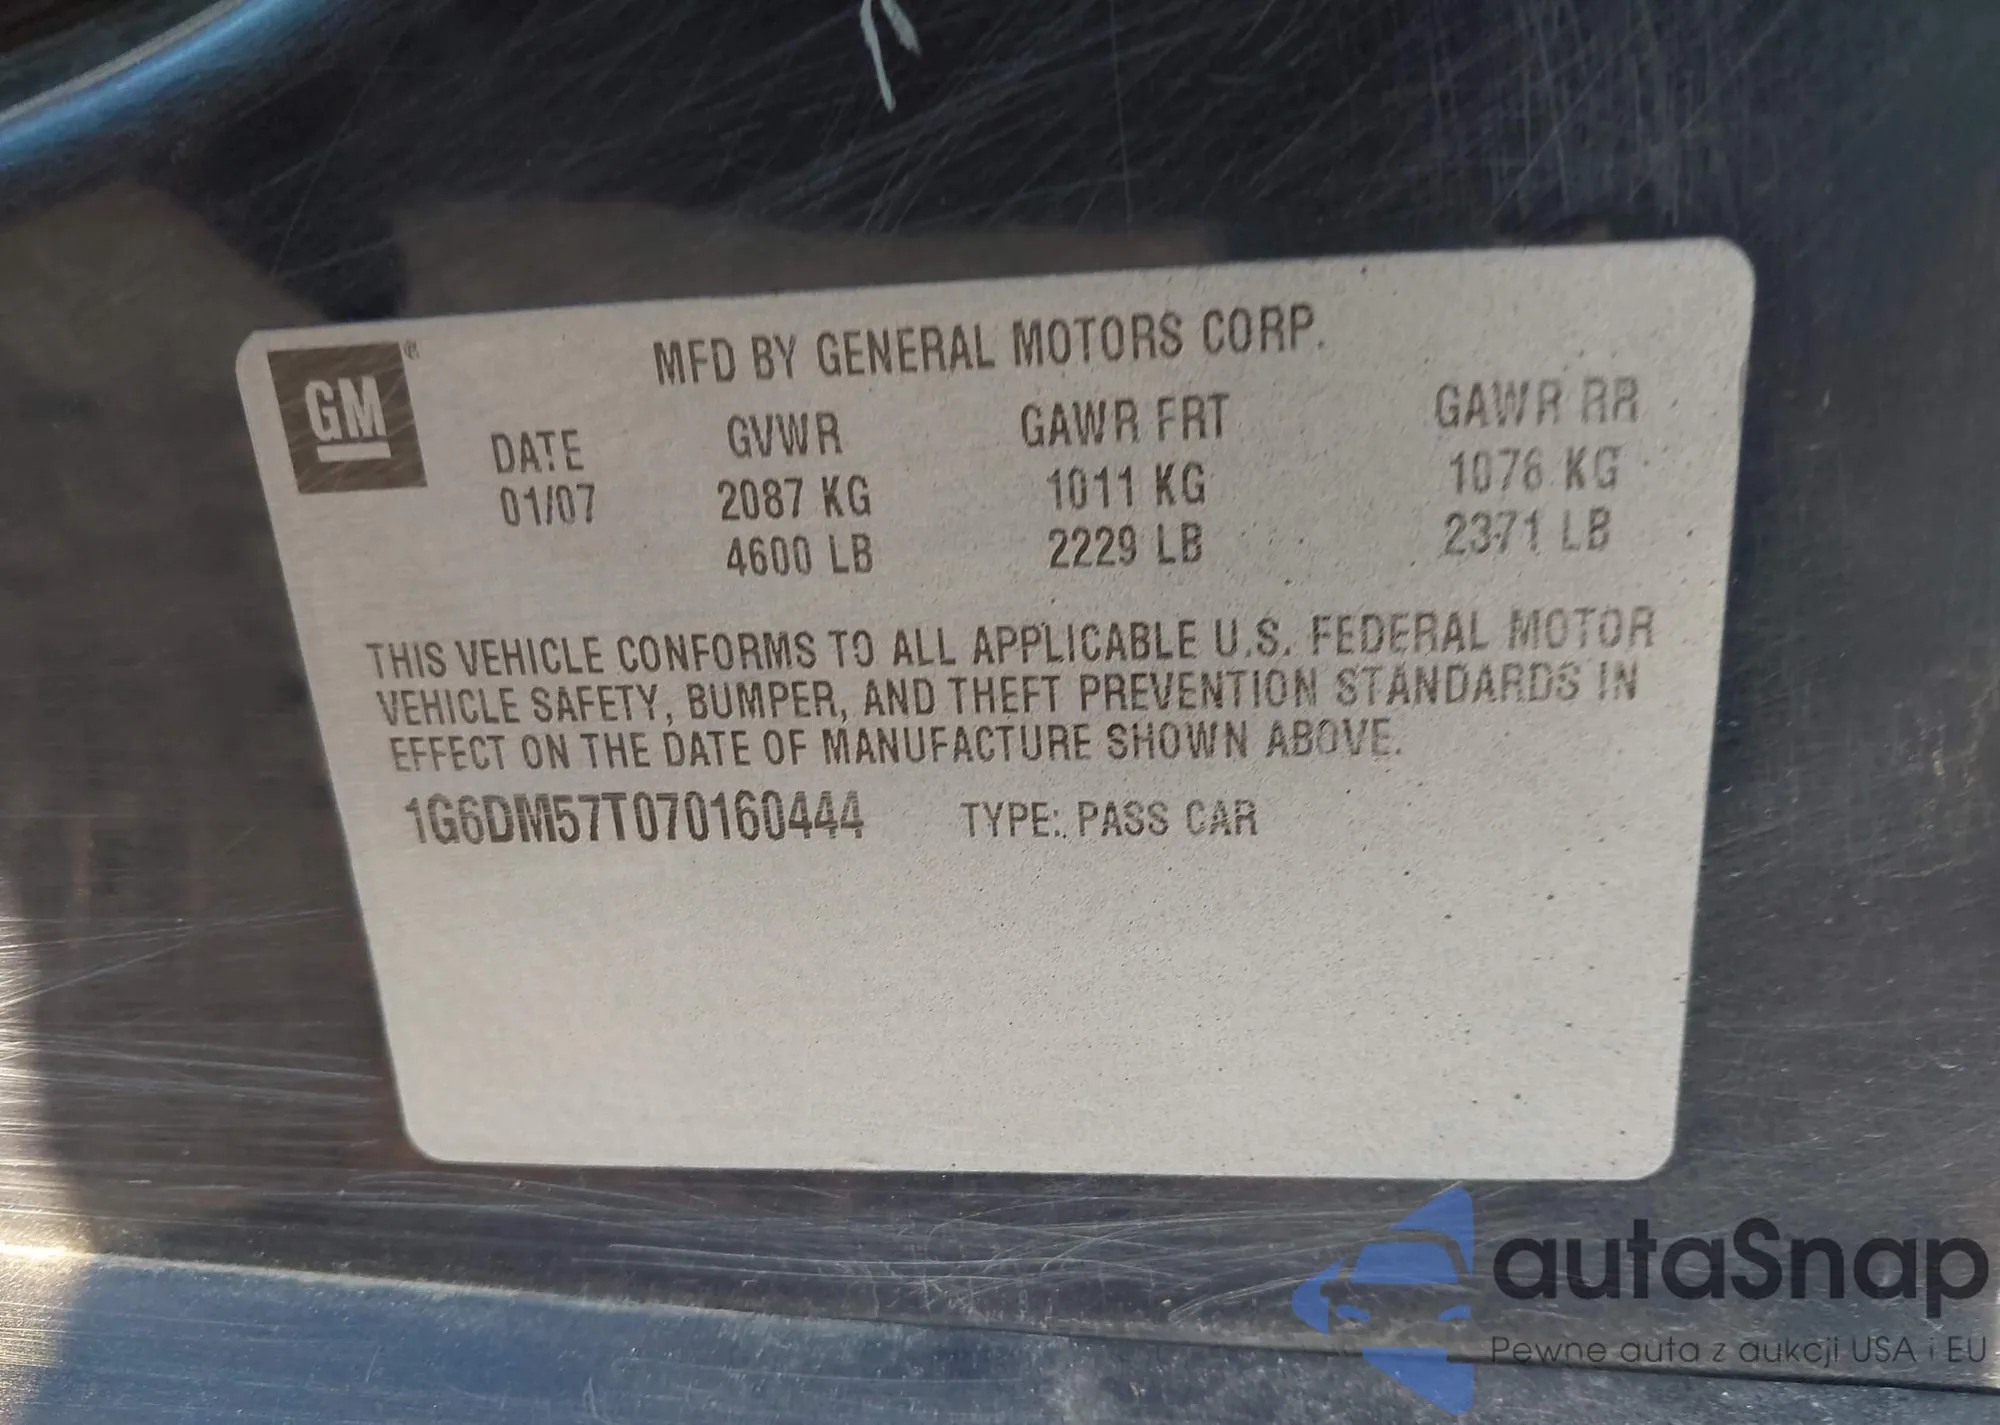 GM®
MFD BY GENERAL MOTORS CORP.
DATE GVWR GAWR FRT GAWR RR
01/07 2087 KG 1011 KG 1076 KG
4600 LB 2229 LB 2371 LB
THIS VEHICLE CONFORMS TO ALL APPLICABLE U.S. FEDERAL MOTOR
VEHICLE SAFETY, BUMPER, AND THEFT PREVENTION STANDARDS IN
EFFECT ON THE DATE OF MANUFACTURE SHOWN ABOVE.
1G6DM57T070160444 TYPE: PASS CAR
autaSnap
Pewne auta z aukcji USA i EU